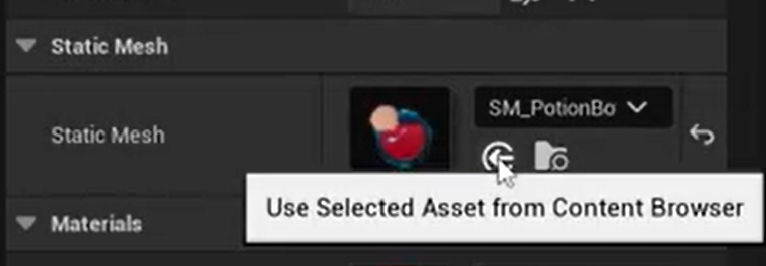 Static Mesh
Static Mesh
SM_PotionBo
Use Selected Asset from Content Browser
Materials